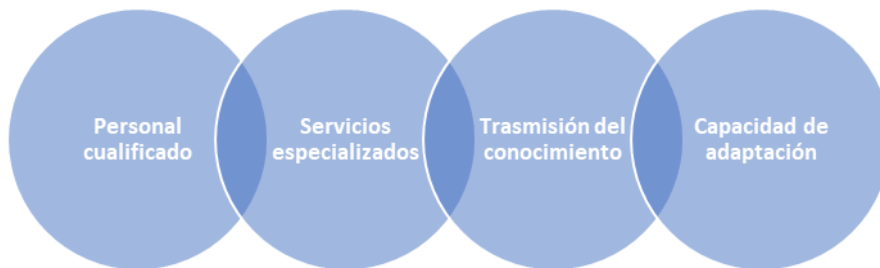 Personal
cualificado
Servicios
especializados
Trasmisión del
conocimiento
Capacidad de
adaptación